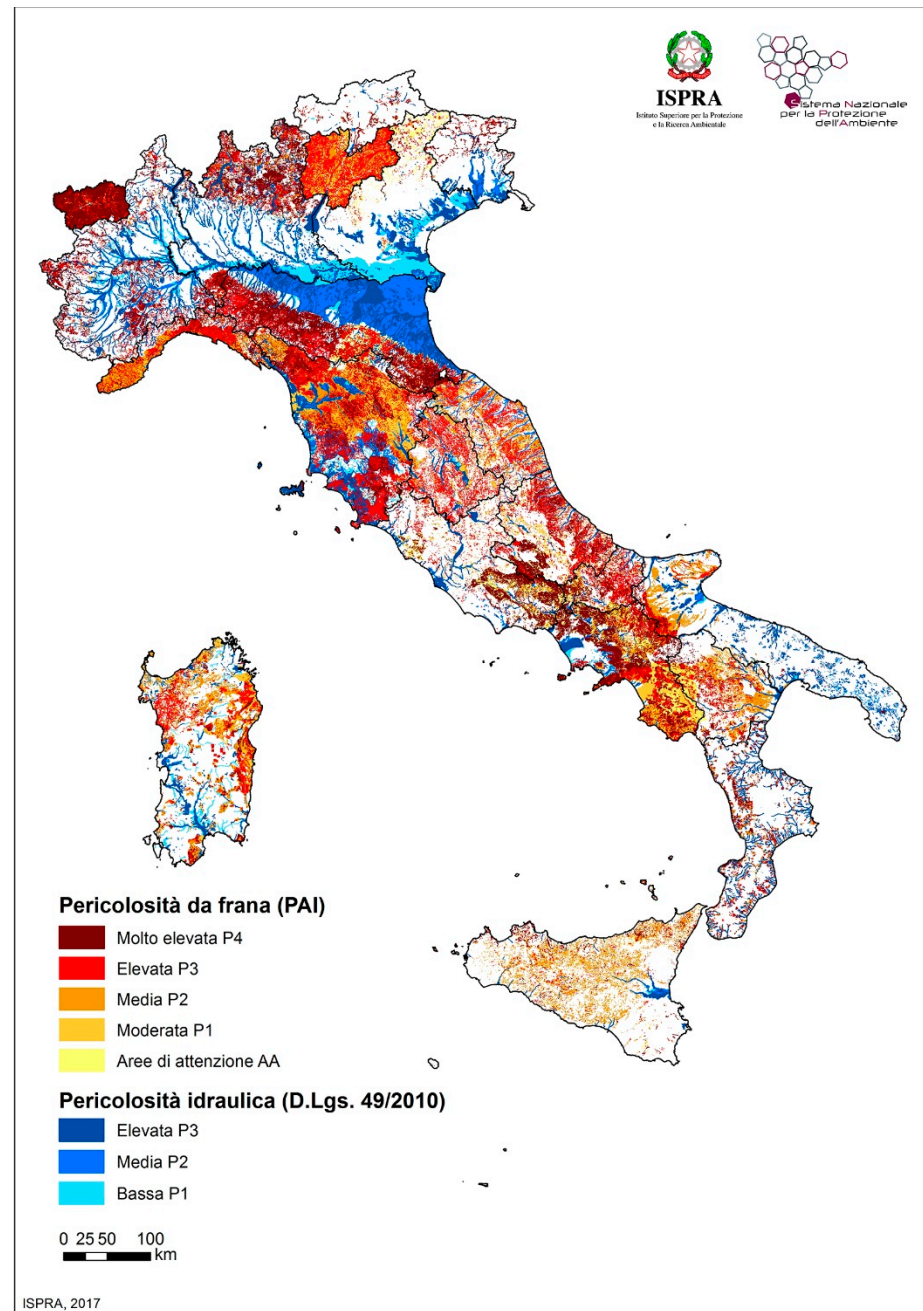 ISPRA
Istituto Superiore per la Protezione
e la Ricerca Ambientale
Sistema Nazionale
per la Protezione
dell'Ambiente
Pericolosità da frana (PAI)
Molto elevata P4
Elevata P3
Media P2
Moderata P1
Aree di attenzione AA
Pericolosità idraulica (D.Lgs. 49/2010)
Elevata P3
Media P2
Bassa P1
0 25 50 100
km
ISPRA, 2017